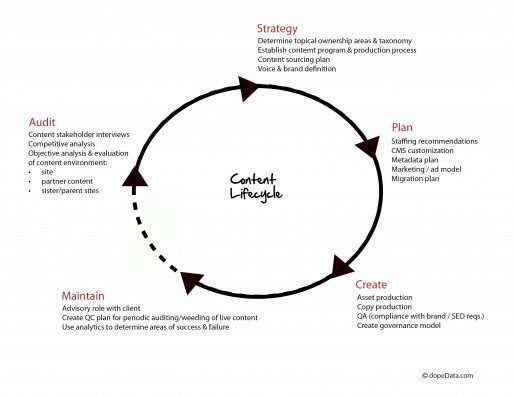 Strategy
Determine topical ownership areas & taxonomy
Establish content program & production process
Content sourcing plan
Voice & brand definition
Audit
Content stakeholder interviews
Competitive analysis
Objective analysis & evaluation
of content environment:
• site
• partner content
• sister/parent sites
Plan
Staffing recommendations
CMS customization
Metadata plan
Marketing / ad model
Migration plan
Content
Lifecycle
Create
Asset production
Copy production
QA (compliance with brand / SEO reqs.)
Create governance model
Maintain
Advisory role with client
Create QC plan for periodic auditing/weeding of live content
Use analytics to determine areas of success & failure
© dopeData.com